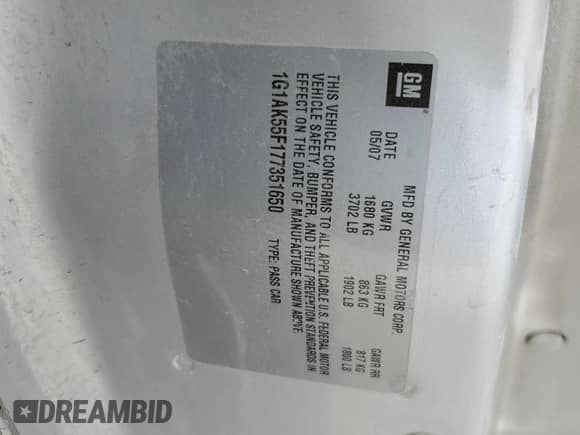 GM
MFD BY GENERAL MOTORS CORP.
DATE GVWR GAWR FRT GAWR RR
05/07 1680 KG 863 KG 817 KG
3702 LB 1902 LB 1800 LB
THIS VEHICLE CONFORMS TO ALL APPLICABLE U.S. FEDERAL MOTOR
VEHICLE SAFETY, BUMPER, AND THEFT PREVENTION STANDARDS IN
EFFECT ON THE DATE OF MANUFACTURE SHOWN ABOVE.
1G1AK55F177351650 TYPE: PASS CAR
DREAMBID